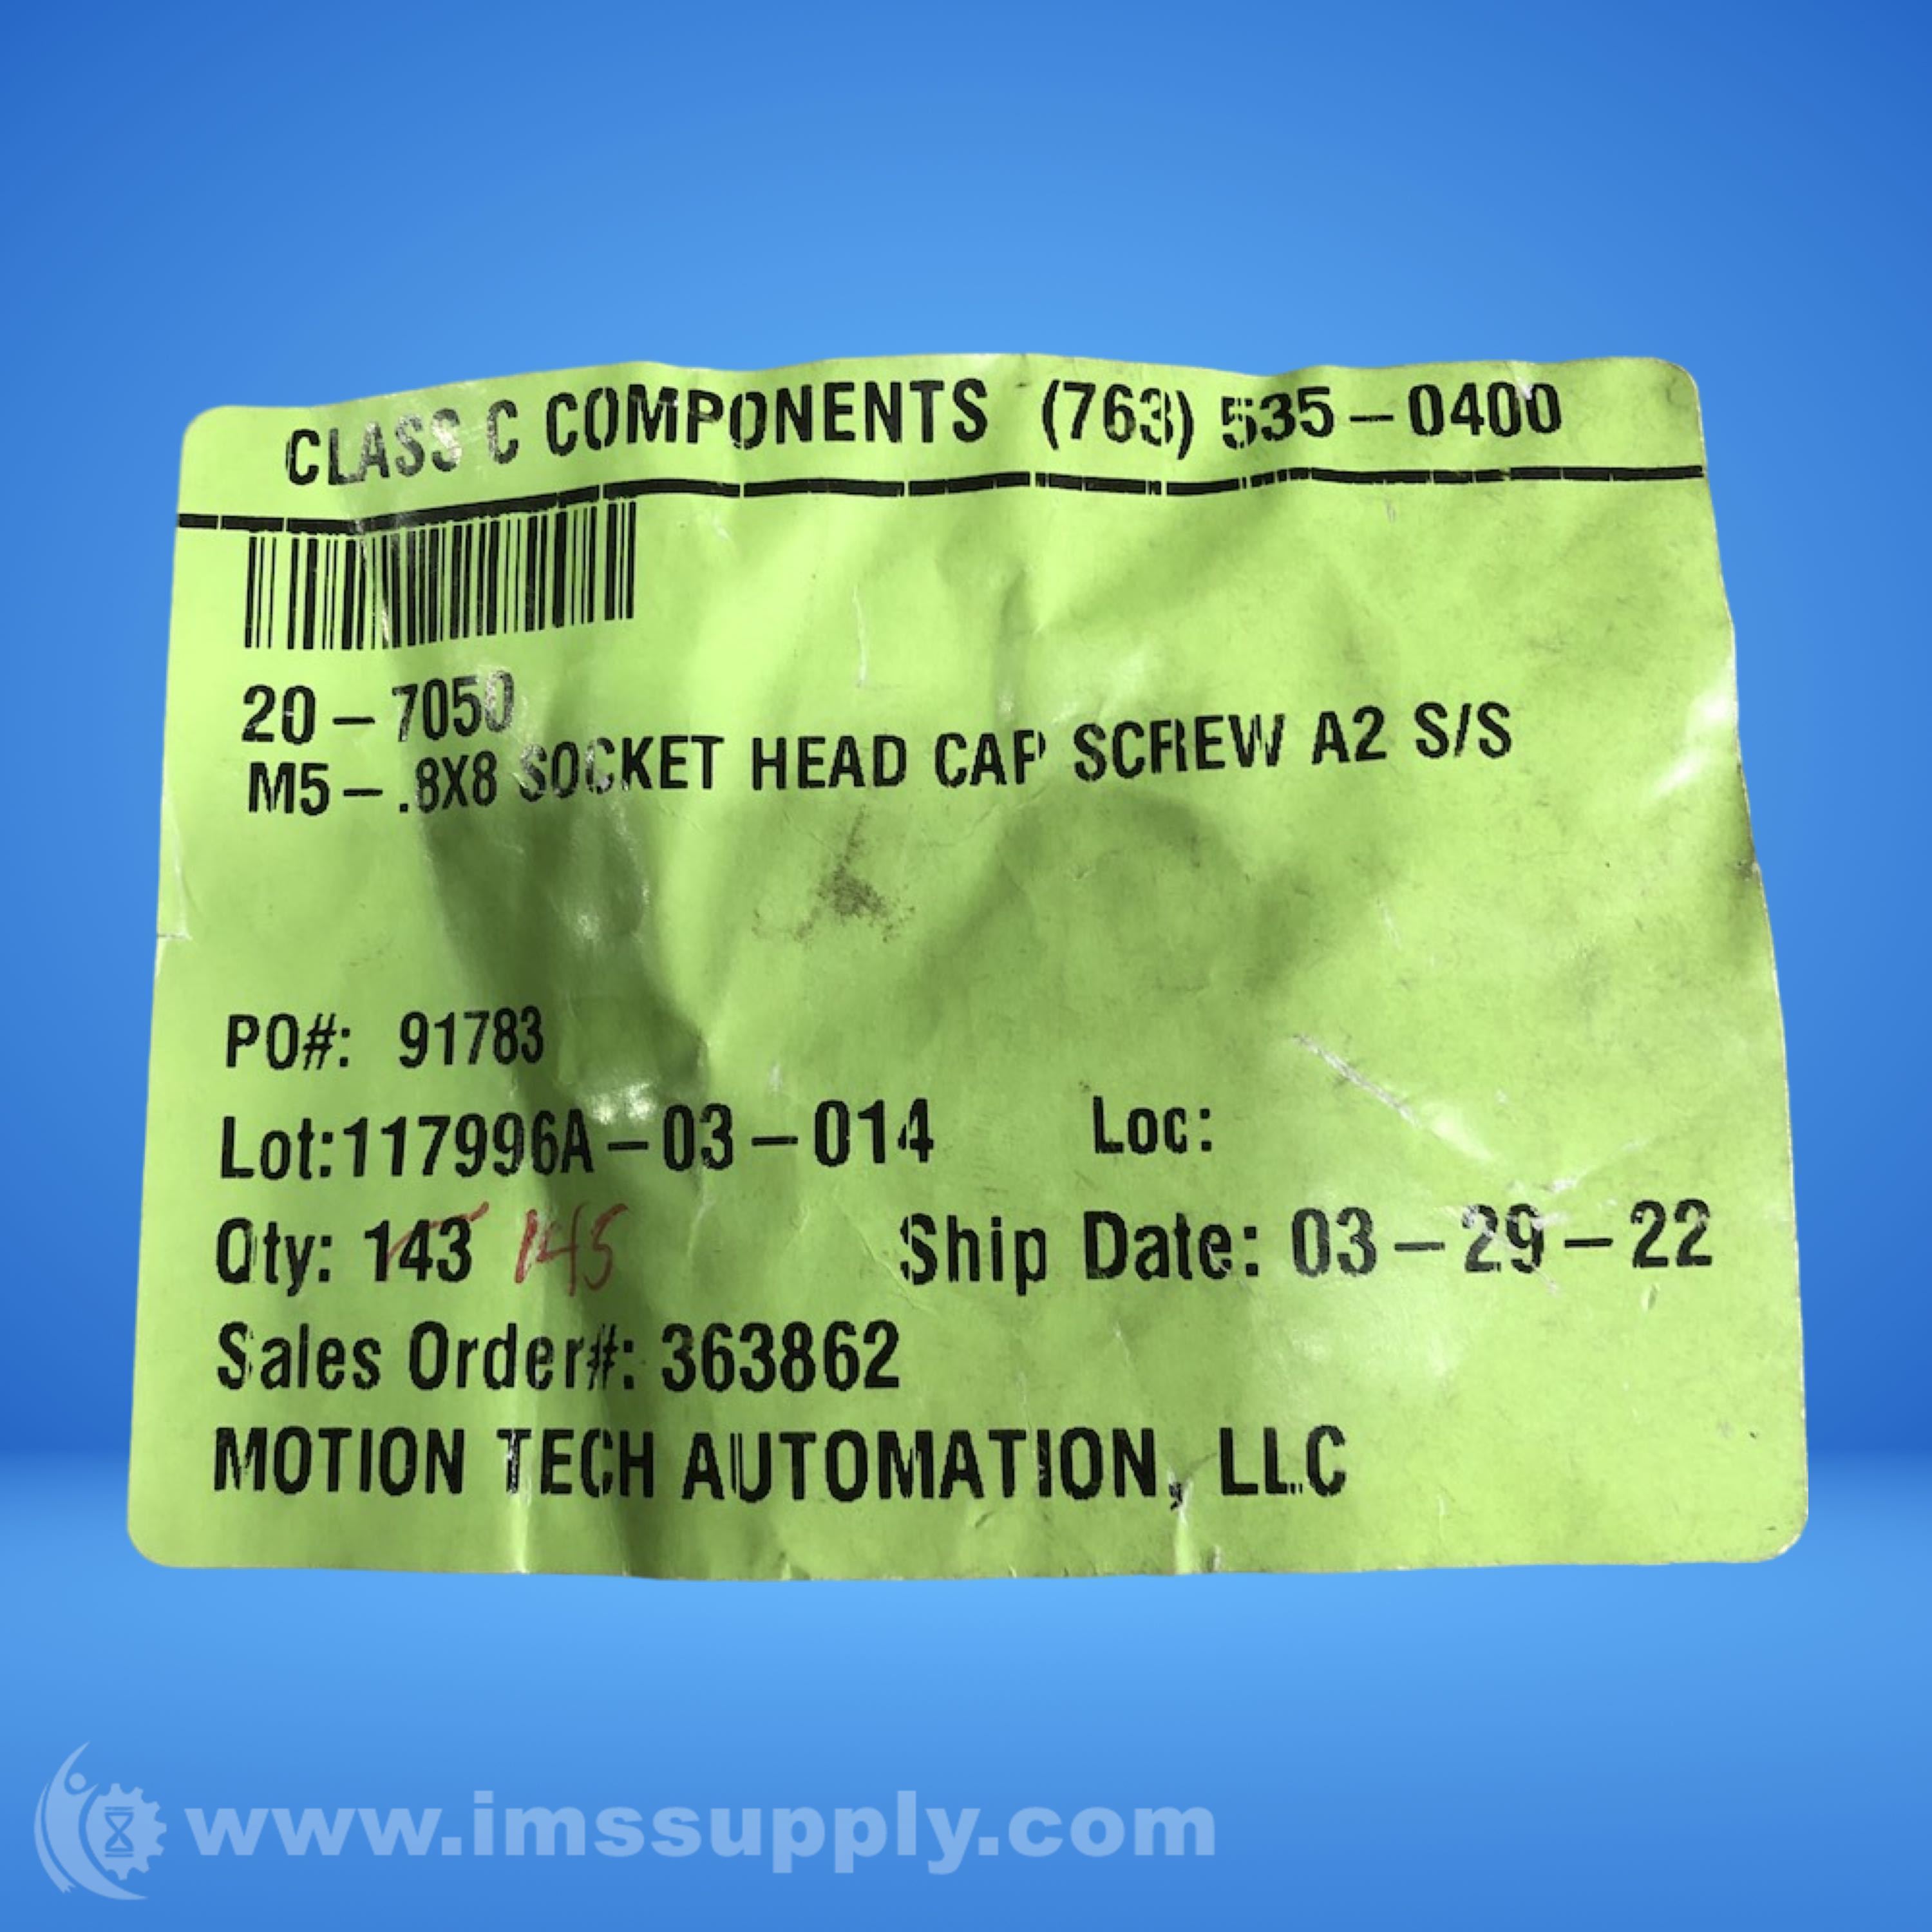 CLASS C COMPONENTS (763) 535-0400
20-7050
M5-.8X8 SOCKET HEAD CAP SCREW A2 S/S
PO#: 91783
Lot:117996A-03-014 Loc:
Qty: 143 145 Ship Date: 03-29-22
Sales Order#: 363862
MOTION TECH AUTOMATION, LLC
www.imssupply.com